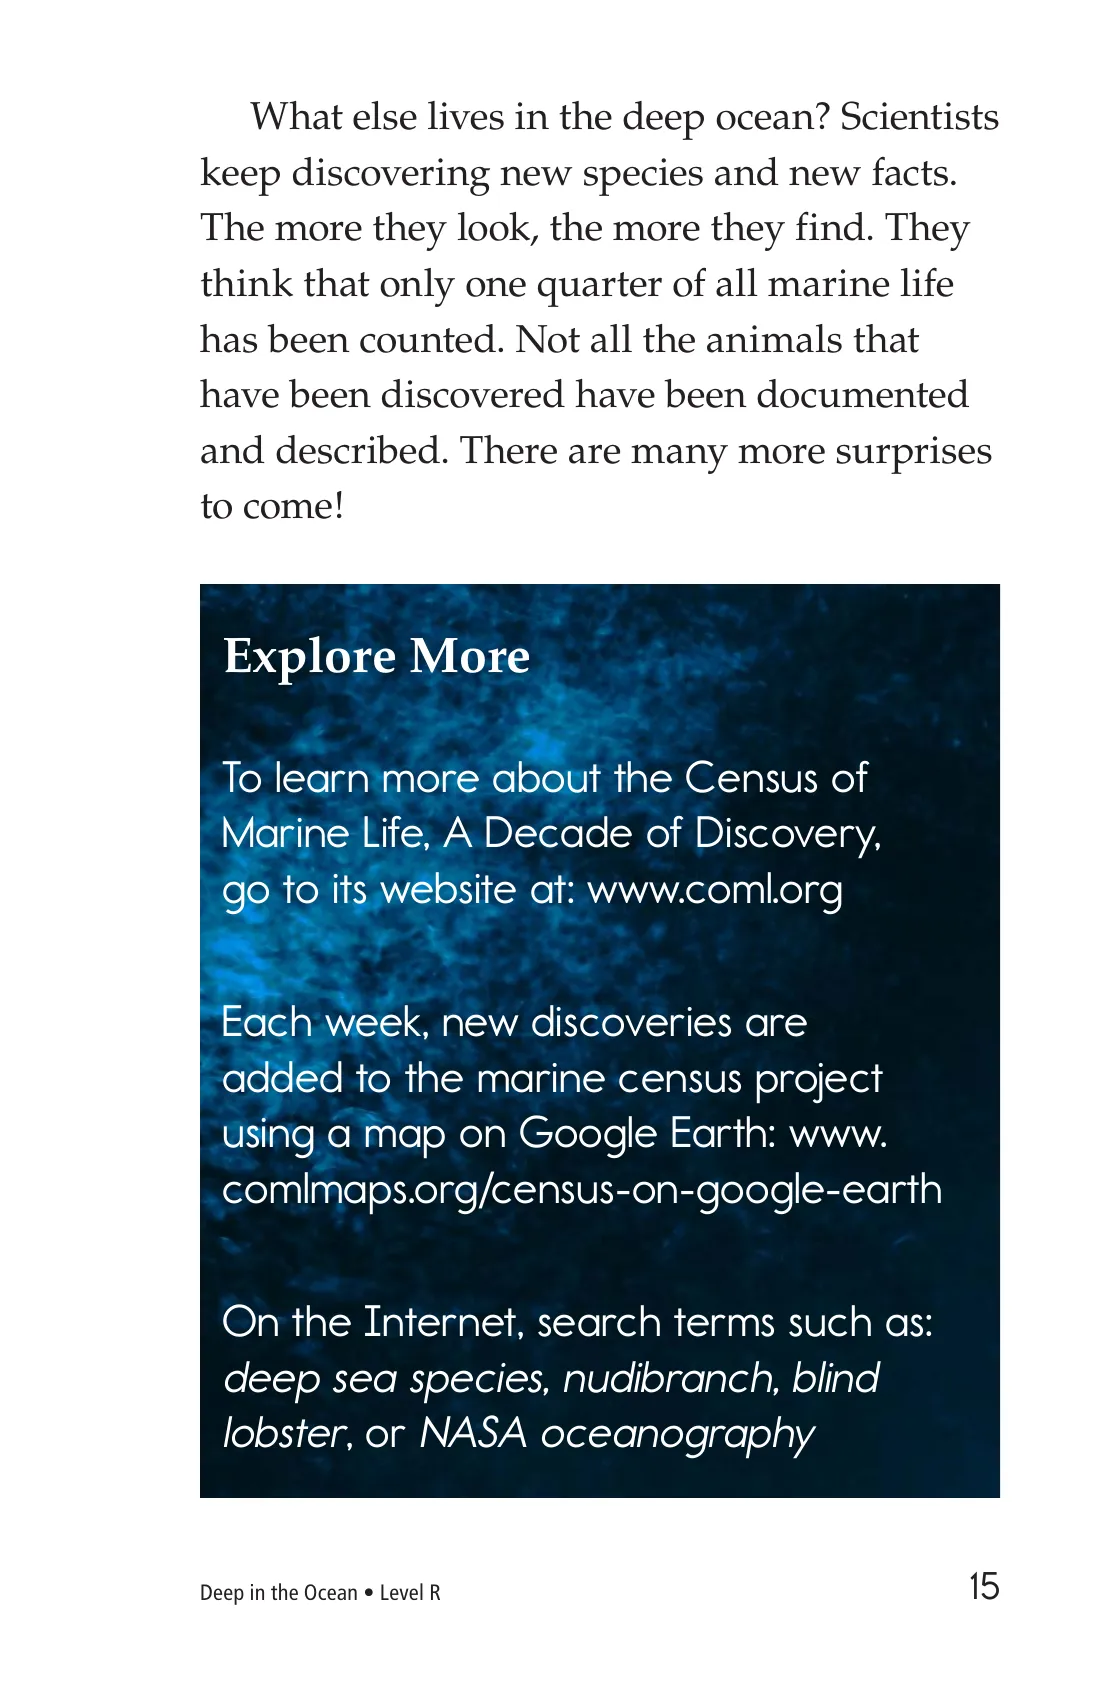 What else lives in the deep ocean? Scientists
keep discovering new species and new facts.
The more they look, the more they find. They
think that only one quarter of all marine life
has been counted. Not all the animals that
have been discovered have been documented
and described. There are many more surprises
to come!
Explore More
To learn more about the Census of
Marine Life, A Decade of Discovery,
go to its website at: www.coml.org
Each week, new discoveries are
added to the marine census project
using a map on Google Earth: www.
comlmaps.org/census-on-google-earth
On the Internet, search terms such as:
deep sea species, nudibranch, blind
lobster, or NASA oceanography
Deep in the Ocean • Level R
15